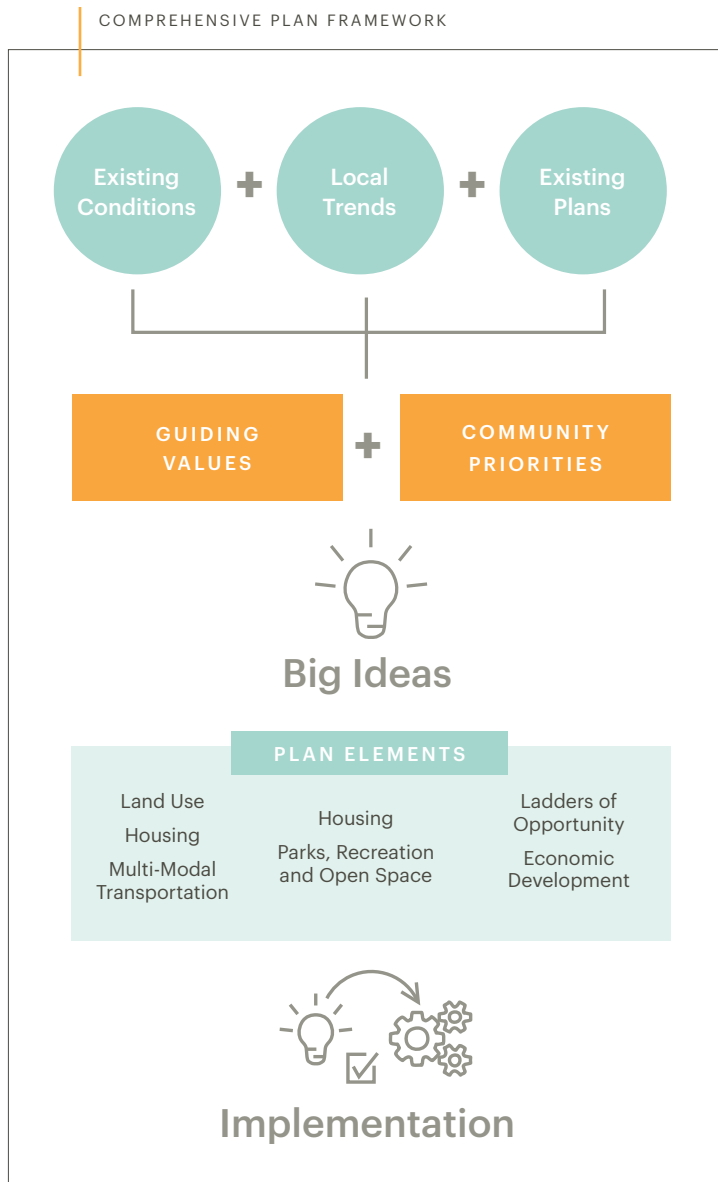 COMPREHENSIVE PLAN FRAMEWORK
Existing
Conditions
Local
Trends
Existing
Plans
GUIDING
VALUES
COMMUNITY
PRIORITIES
Big Ideas
PLAN ELEMENTS
Land Use
Housing
Multi-Modal
Transportation
Housing
Parks, Recreation
and Open Space
Ladders of
Opportunity
Economic
Development
Implementation